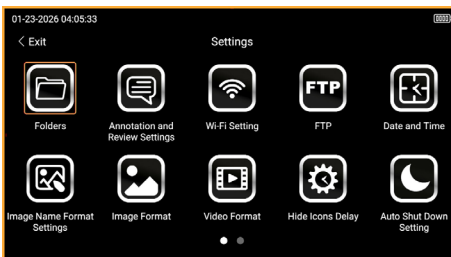 01-23-2026 04:05:33
< Exit
Settings
FTP
Folders
Annotation and
Review Settings
Wi-Fi Setting
FTP
Date and Time
Image Name Format
Settings
Image Format
Video Format
Hide Icons Delay
Auto Shut Down
Setting